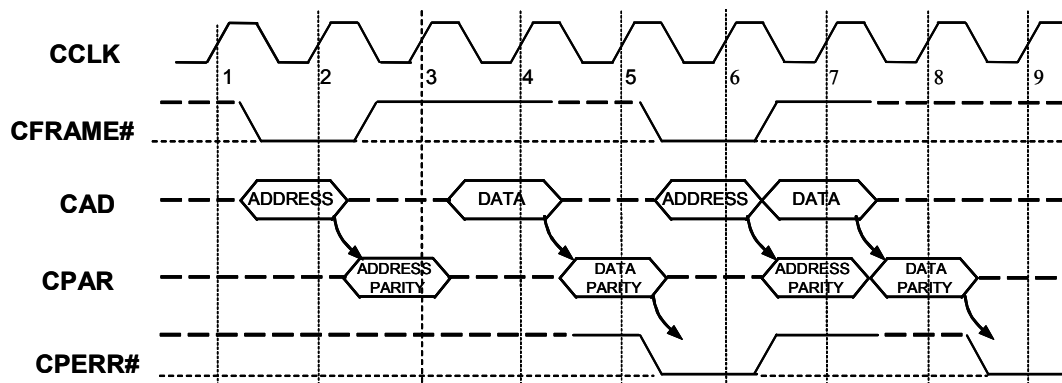 CCLK
1 2 3 4 5 6 7 8 9
CFRAME#
CAD
ADDRESS DATA ADDRESS DATA
CPAR
ADDRESS PARITY DATA PARITY ADDRESS PARITY DATA PARITY
CPERR#